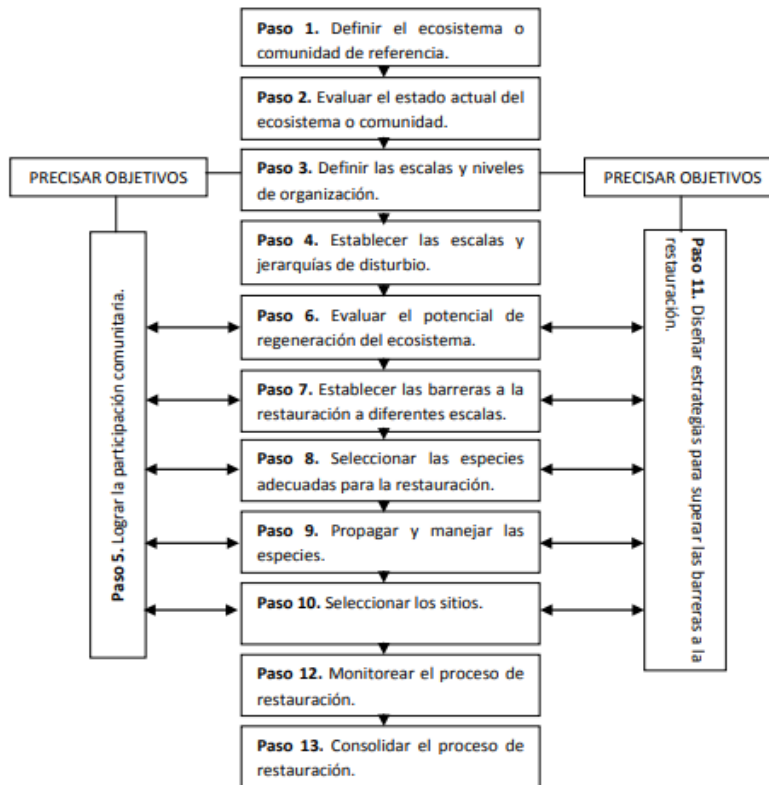 Paso 1. Definir el ecosistema o
comunidad de referencia.
Paso 2. Evaluar el estado actual del
ecosistema o comunidad.
PRECISAR OBJETIVOS
Paso 3. Definir las escalas y niveles
de organización.
PRECISAR OBJETIVOS
Paso 4. Establecer las escalas y
jerarquías de disturbio.
Paso 5. Lograr la participación comunitaria.
Paso 6. Evaluar el potencial de
regeneración del ecosistema.
Paso 7. Establecer las barreras a la
restauración a diferentes escalas.
Paso 8. Seleccionar las especies
adecuadas para la restauración.
Paso 9. Propagar y manejar las
especies.
Paso 10. Seleccionar los sitios.
Paso 11. Diseñar estrategias para superar las barreras a la
restauración.
Paso 12. Monitorear el proceso de
restauración.
Paso 13. Consolidar el proceso de
restauración.